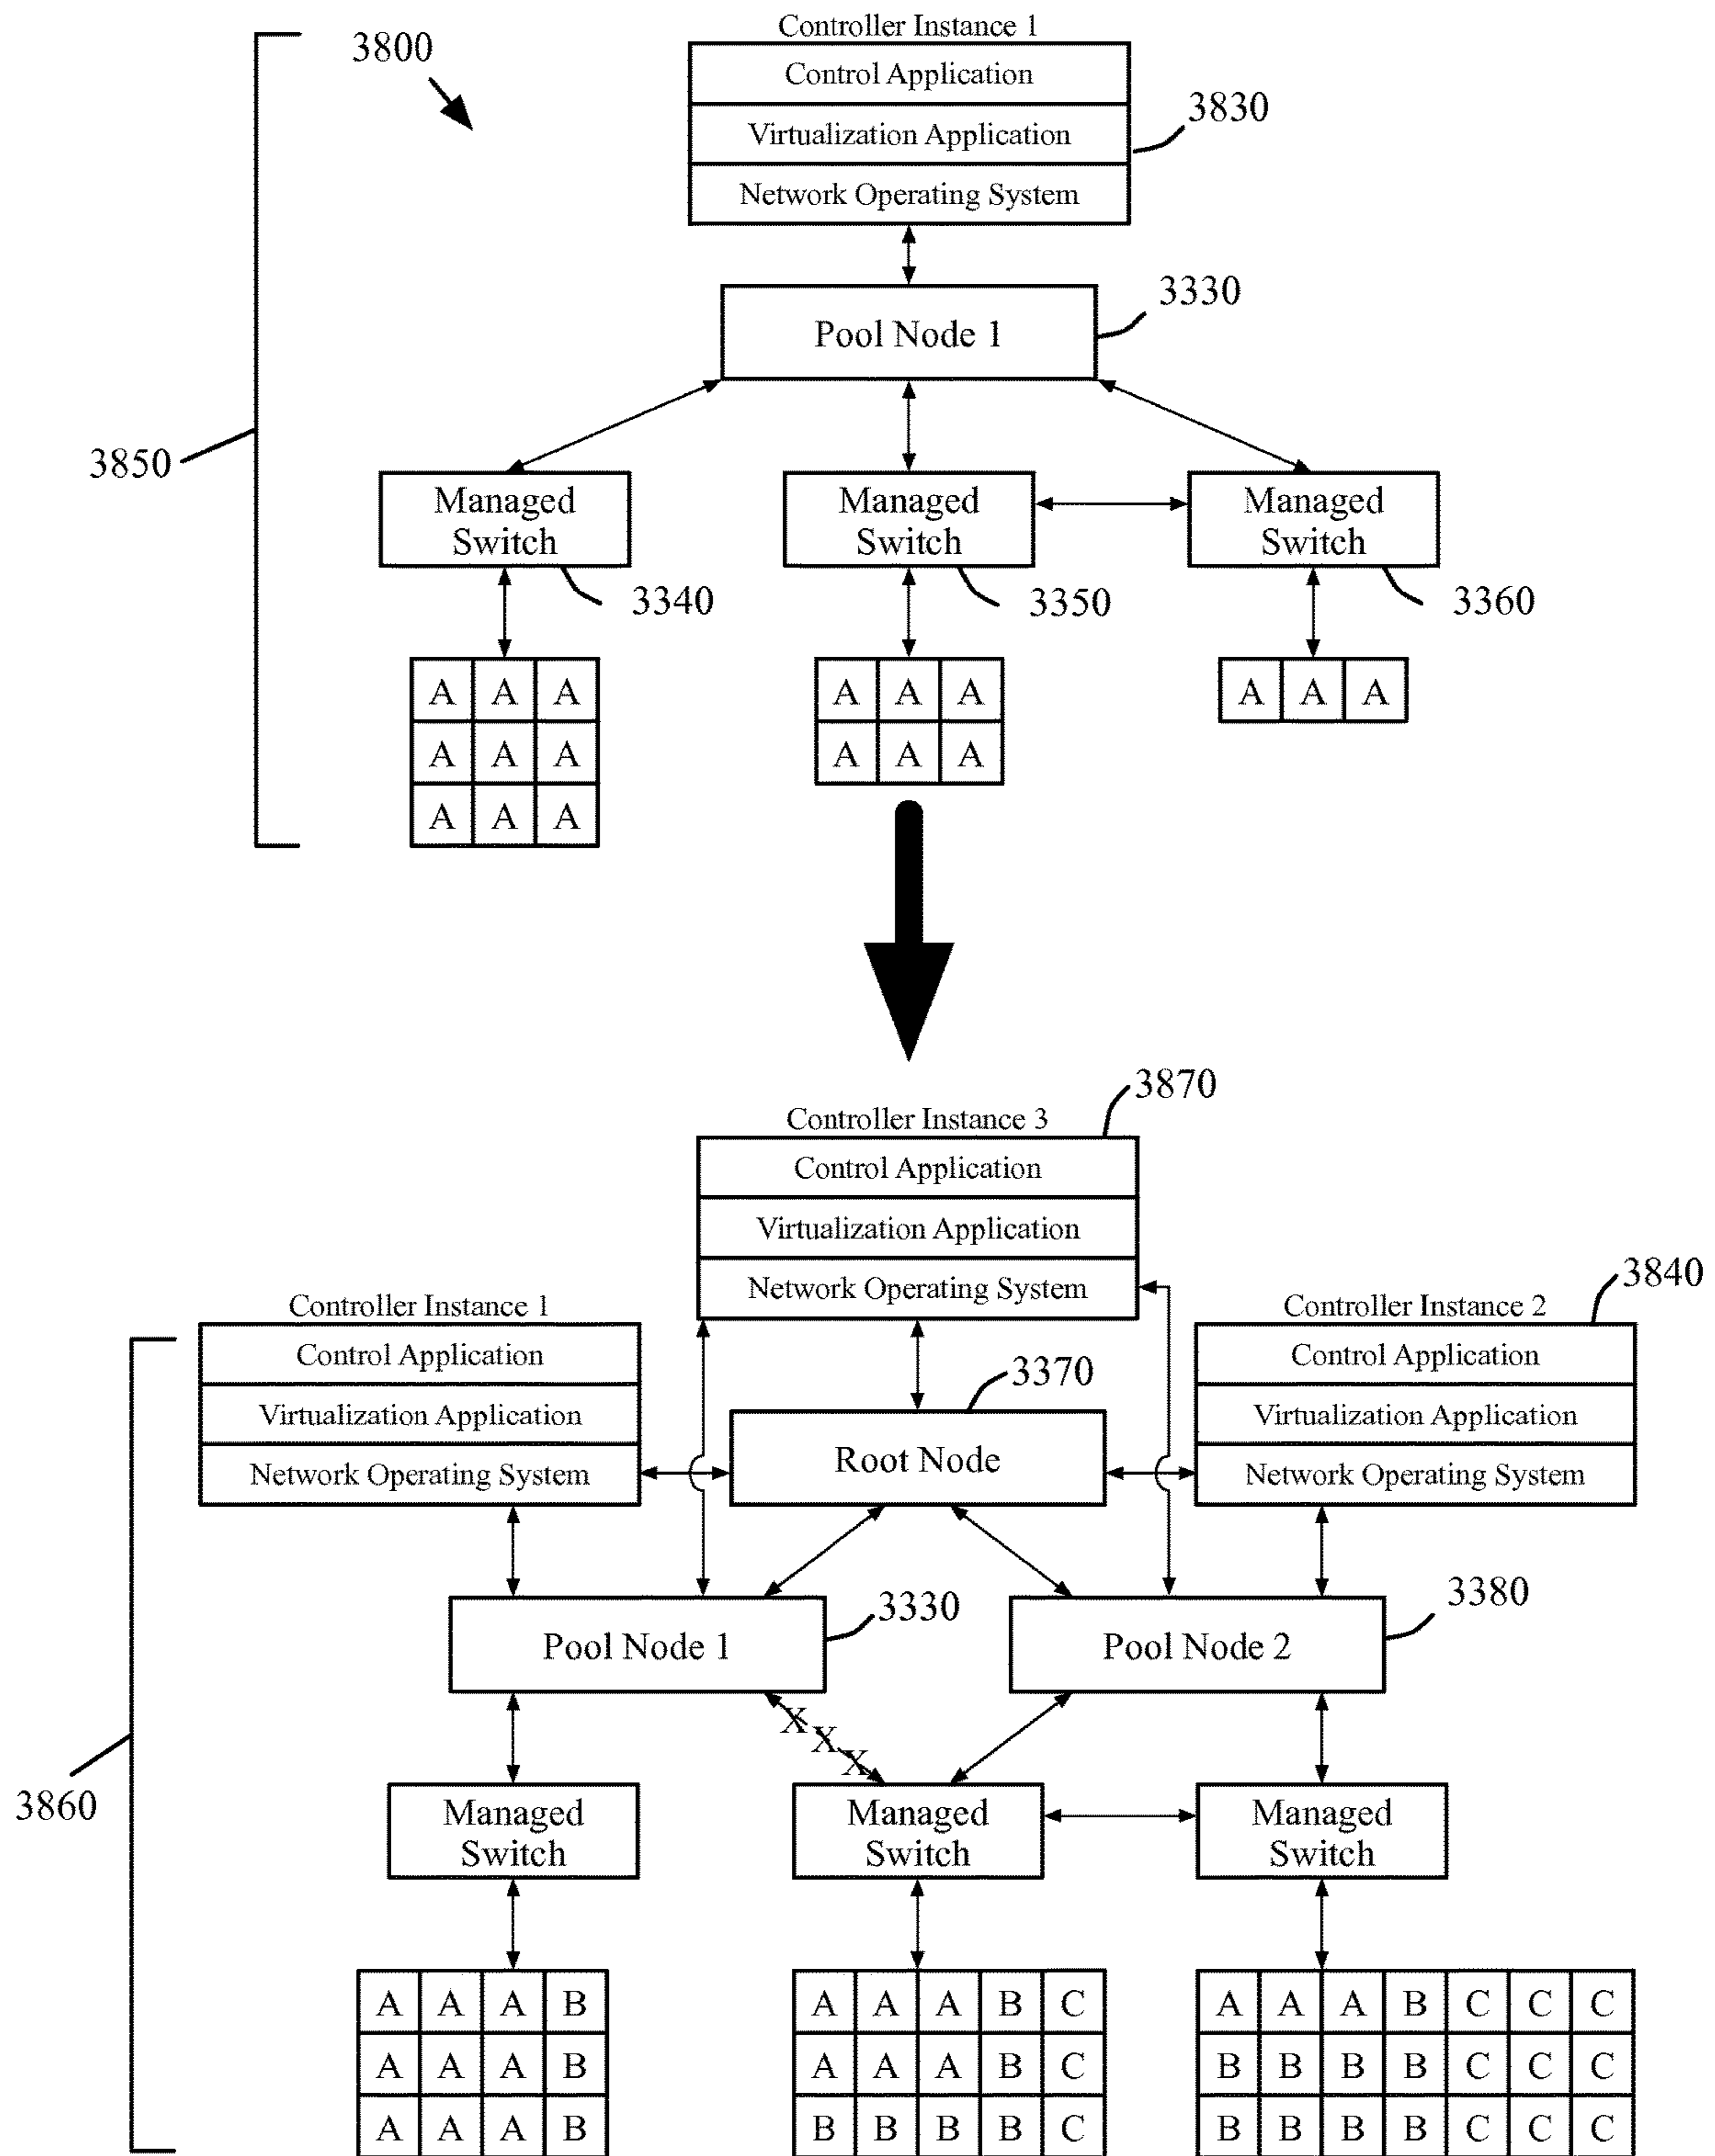 Controller Instance 1
3800
Control Application
3830
Virtualization Application
Network Operating System
3330
Pool Node 1
3850
Managed
Switch
Managed
Switch
Managed
Switch
3340
3350
3360
A A A
A A A
A A A
A A A
A A A
A A A
3870
Controller Instance 3
Control Application
Virtualization Application
Network Operating System
3840
Controller Instance 1
Controller Instance 2
Control Application
Virtualization Application
Network Operating System
3370
Root Node
Control Application
Virtualization Application
Network Operating System
3330
3380
Pool Node 1
Pool Node 2
X
X
X
3860
Managed
Switch
Managed
Switch
Managed
Switch
A A A B
A A A B
A A A B
A A A B C
A A A B C
B B B B C
A A A B C C C
B B B B C C C
B B B B C C C